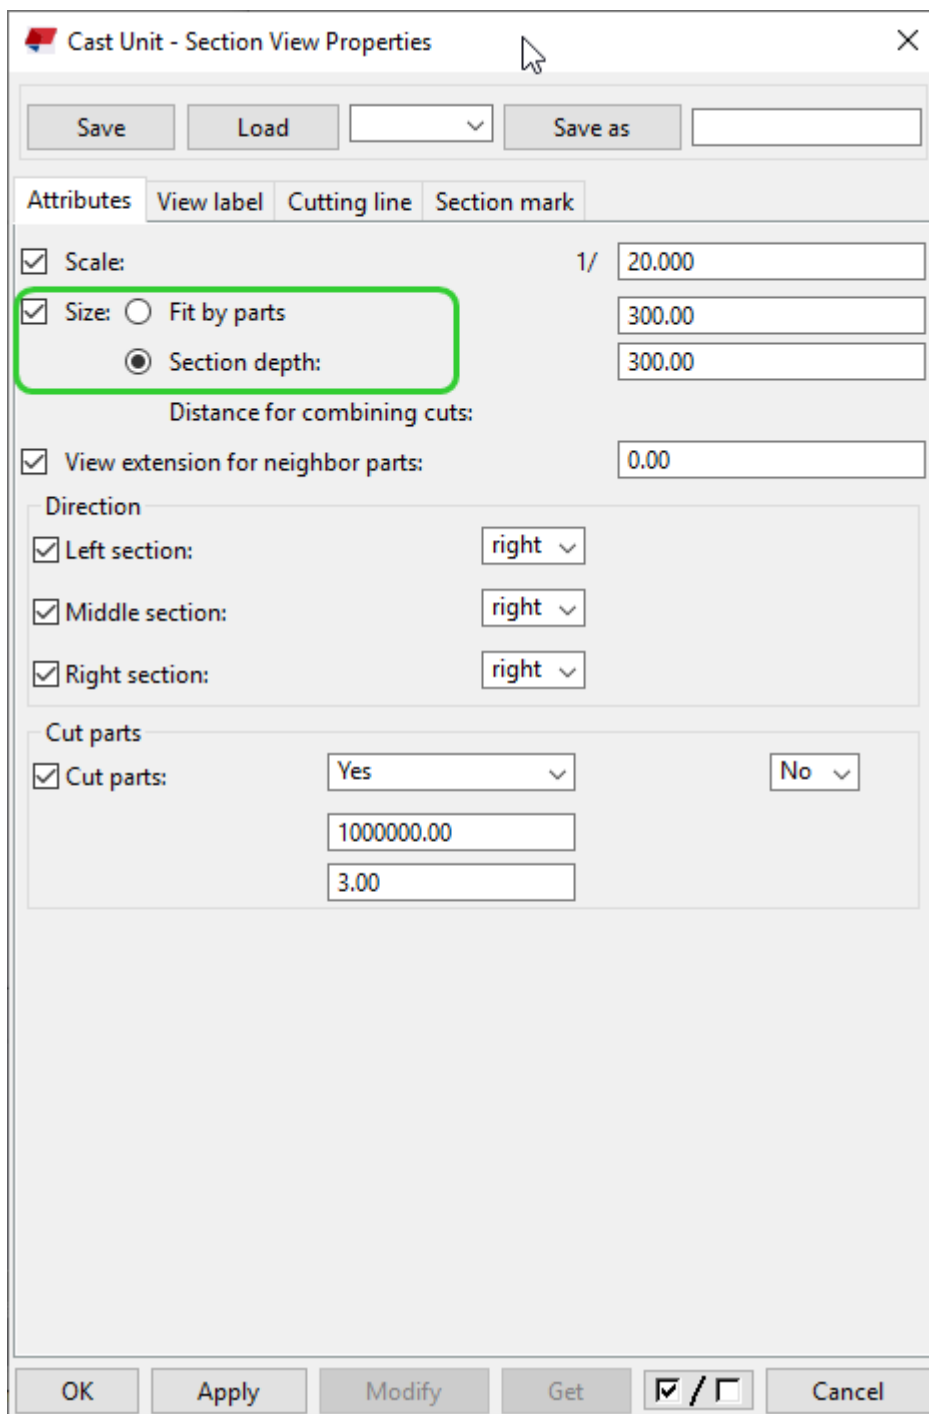 Cast Unit - Section View Properties
Save Load Save as
Attributes View label Cutting line Section mark
Scale: 1/ 20.000
Size: Fit by parts 300.00
Section depth: 300.00
Distance for combining cuts:
View extension for neighbor parts: 0.00
Direction
Left section: right
Middle section: right
Right section: right
Cut parts
Cut parts: Yes No
1000000.00
3.00
OK Apply Modify Get / Cancel